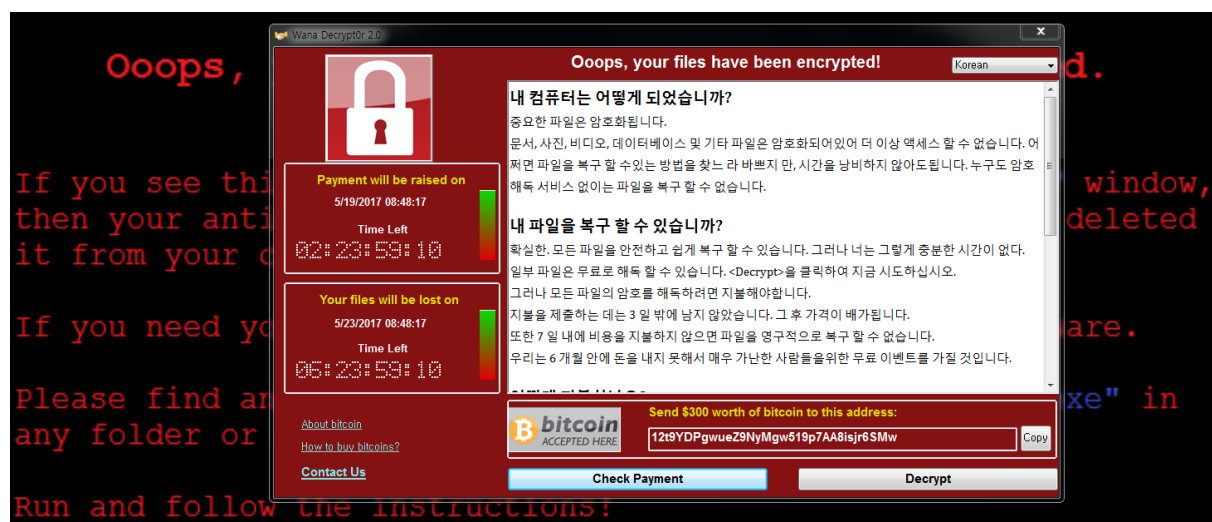 Wana Decrypt0r 2.0
x
Ooops,
d.
Ooops, your files have been encrypted!
Korean
내 컴퓨터는 어떻게 되었습니까?
중요한 파일은 암호화됩니다.
문서, 사진, 비디오, 데이터베이스 및 기타 파일은 암호화되어있어 더 이상 액세스 할 수 없습니다. 어
쩌면 파일을 복구 할 수있는 방법을 찾느 라 바쁘지 만, 시간을 낭비하지 않아도됩니다. 누구도 암호
해독 서비스 없이는 파일을 복구 할 수 없습니다.
내 파일을 복구 할 수 있습니까?
확실한. 모든 파일을 안전하고 쉽게 복구 할 수 있습니다. 그러나 너는 그렇게 충분한 시간이 없다.
일부 파일은 무료로 해독 할 수 있습니다. <Decrypt>을 클릭하여 지금 시도하십시오.
그러나 모든 파일의 암호를 해독하려면 지불해야합니다.
지불을 제출하는 데는 3 일 밖에 남지 않았습니다. 그 후 가격이 배가됩니다.
또한 7 일 내에 비용을 지불하지 않으면 파일을 영구적으로 복구 할 수 없습니다.
우리는 6 개월 안에 돈을 내지 못해서 매우 가난한 사람들을위한 무료 이벤트를 가질 것입니다.
Payment will be raised on
5/19/2017 08:48:17
Time Left
02:23:59:10
Your files will be lost on
5/23/2017 08:48:17
Time Left
06:23:59:10
About bitcoin
How to buy bitcoins?
Contact Us
bitcoin
ACCEPTED HERE
Send $300 worth of bitcoin to this address:
12t9YDPgwueZ9NyMgw519p7AA8isjr6SMw
Copy
Check Payment
Decrypt
If you see thi
window,
then your anti
deleted
it from your
If you need yo
are.
Please find an
xe" in
any folder or
Run and follow the instructions!